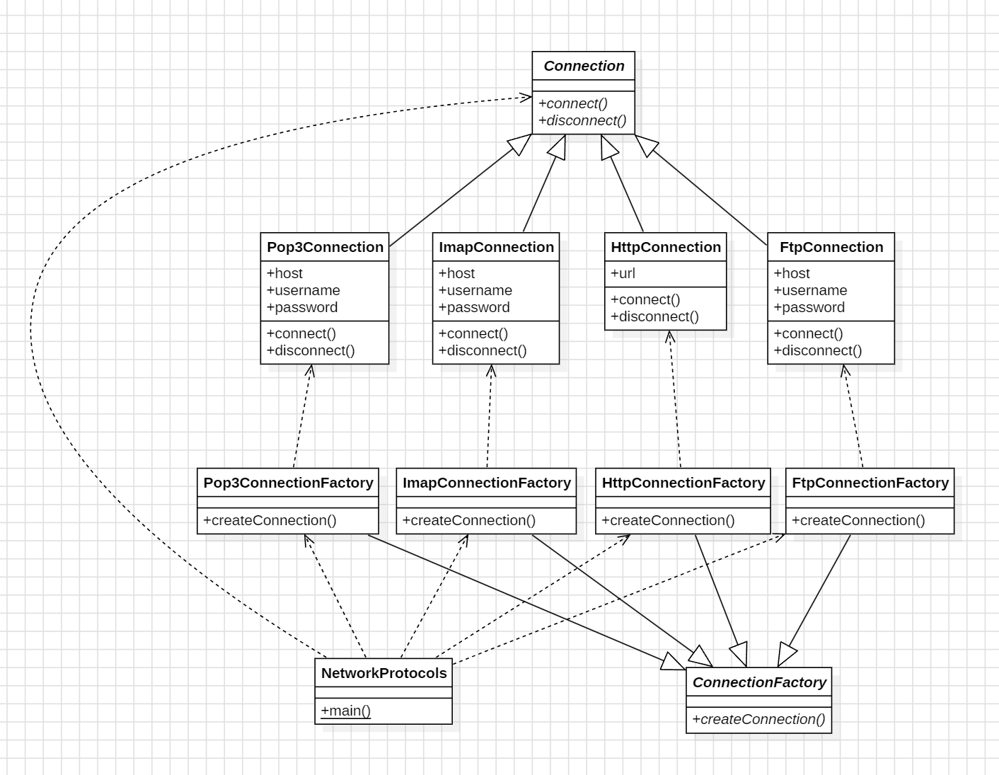 Connection
+connect()
+disconnect()
Pop3Connection
+host
+username
+password
+connect()
+disconnect()
ImapConnection
+host
+username
+password
+connect()
+disconnect()
HttpConnection
+url
+connect()
+disconnect()
FtpConnection
+host
+username
+password
+connect()
+disconnect()
Pop3ConnectionFactory
+createConnection()
ImapConnectionFactory
+createConnection()
HttpConnectionFactory
+createConnection()
FtpConnectionFactory
+createConnection()
NetworkProtocols
+main()
ConnectionFactory
+createConnection()